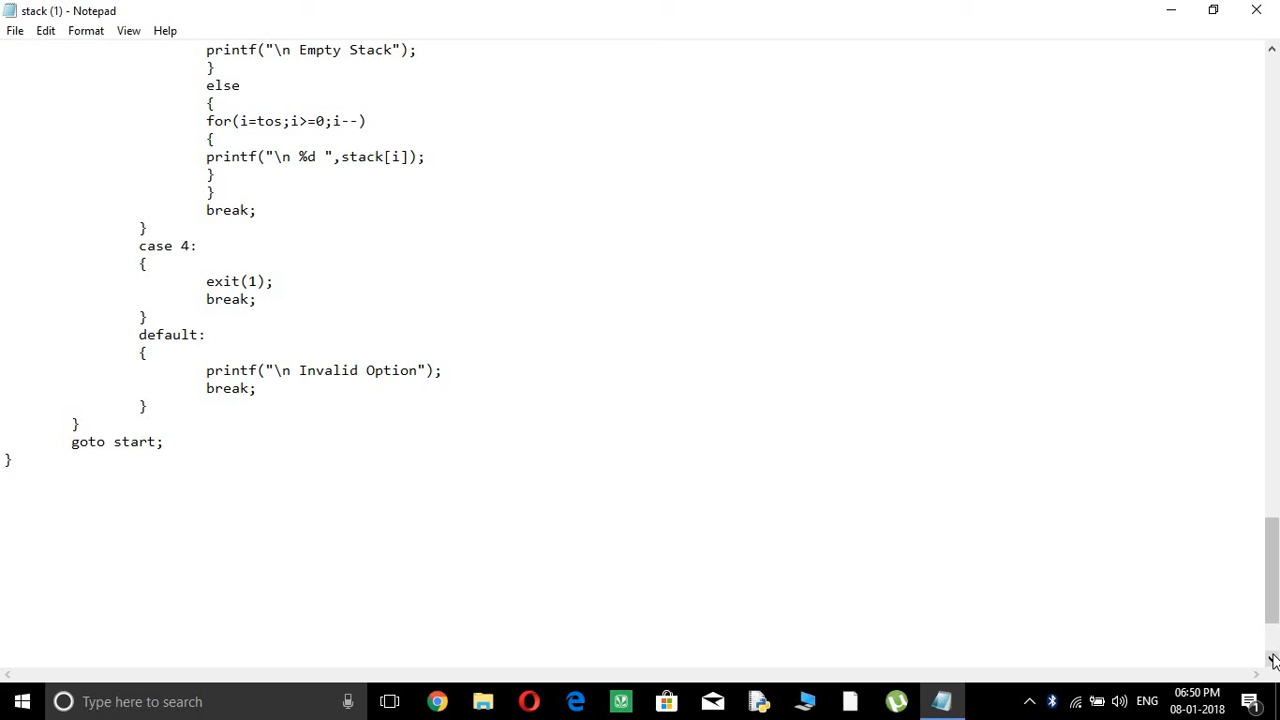 stack (1) - Notepad
File Edit Format View Help
printf("\n Empty Stack");
}
else
{
for(i=tos;i>=0;i--)
{
printf("\n %d ",stack[i]);
}
}
break;
}
case 4:
{
exit(1);
break;
}
default:
{
printf("\n Invalid Option");
break;
}
}
goto start;
}
Type here to search
ENG
06:50 PM
08-01-2018
1